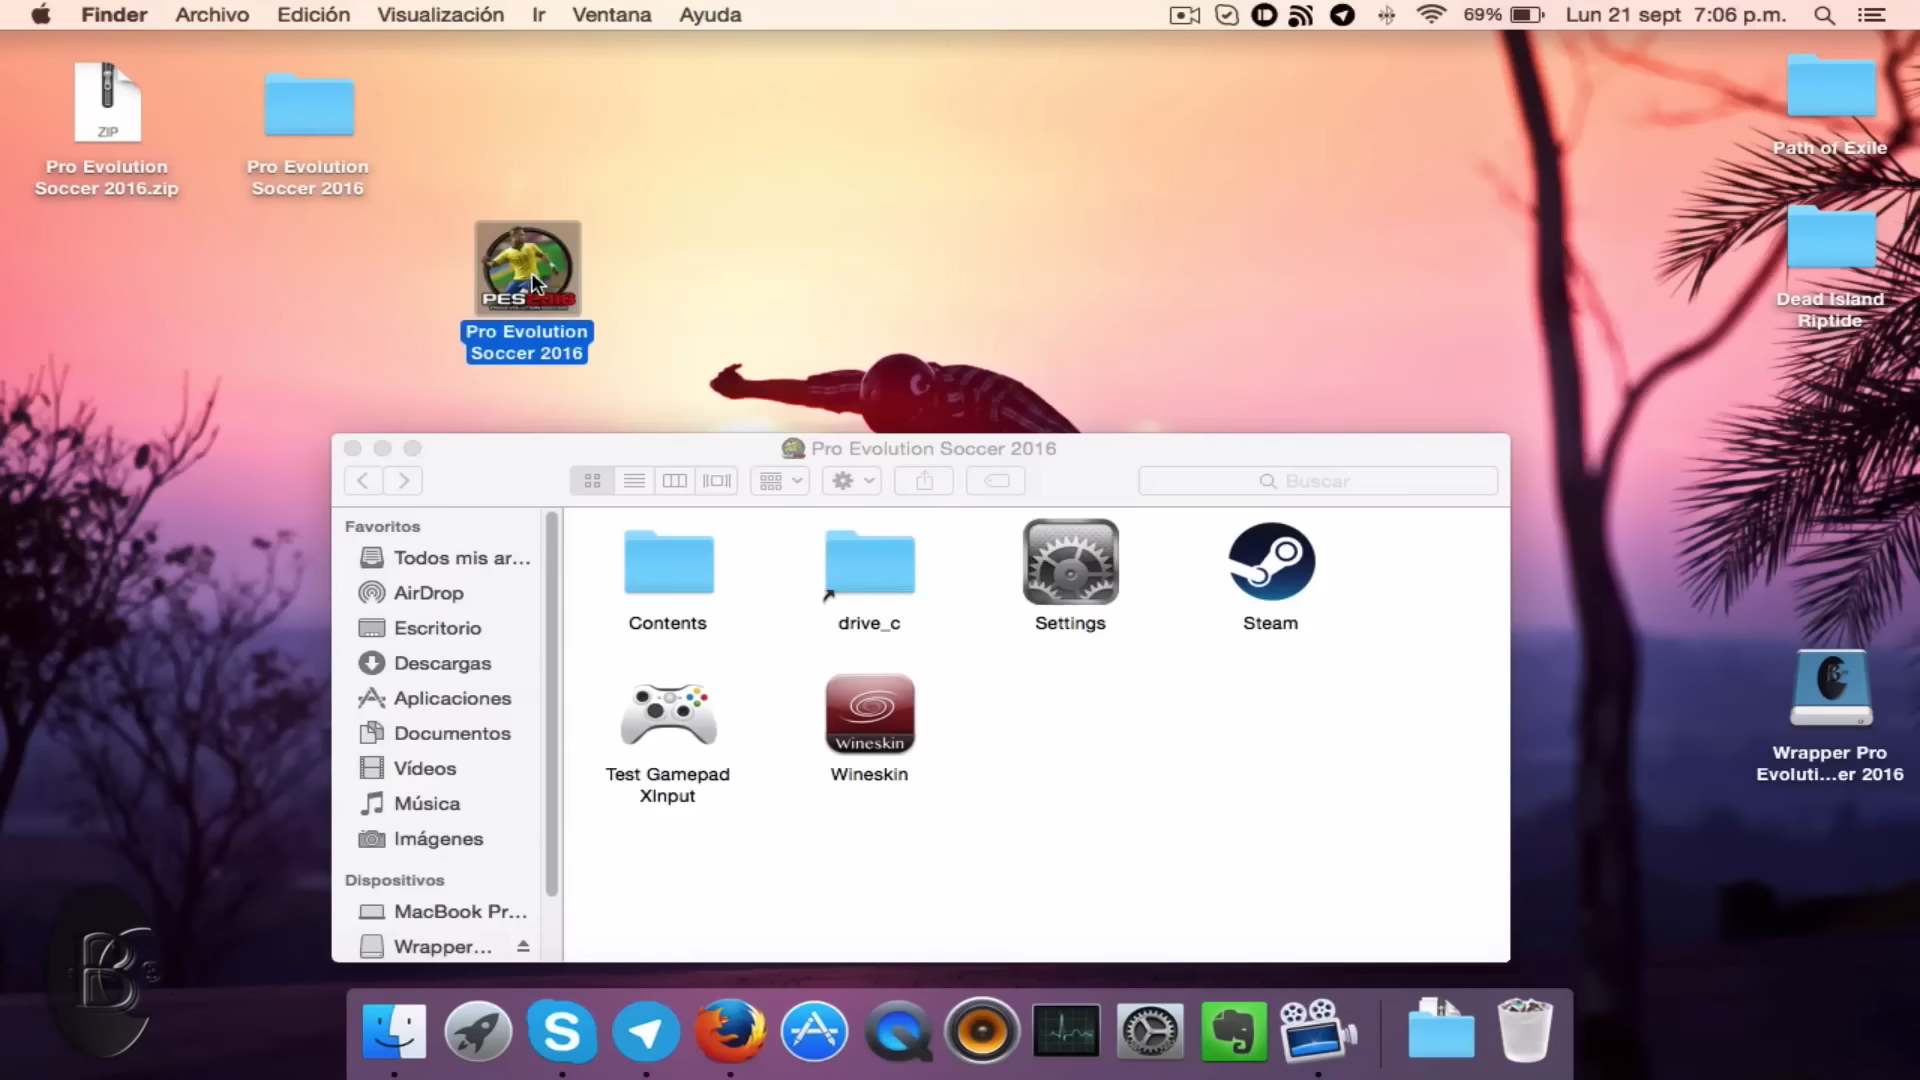 Finder Archivo Edición Visualización Ir Ventana Ayuda 69% Lun 21 sept 7:06 p.m.
ZIP
Pro Evolution
Soccer 2016.zip
Pro Evolution
Soccer 2016
PES2016
Pro Evolution
Soccer 2016
Path of Exile
Dead Island
Riptide
Wrapper Pro
Evoluti...er 2016
Pro Evolution Soccer 2016
Buscar
Favoritos
Todos mis ar...
AirDrop
Escritorio
Descargas
Aplicaciones
Documentos
Vídeos
Música
Imágenes
Dispositivos
MacBook Pr...
Wrapper...
Contents
drive_c
Settings
Steam
Test Gamepad
XInput
Wineskin
Wineskin